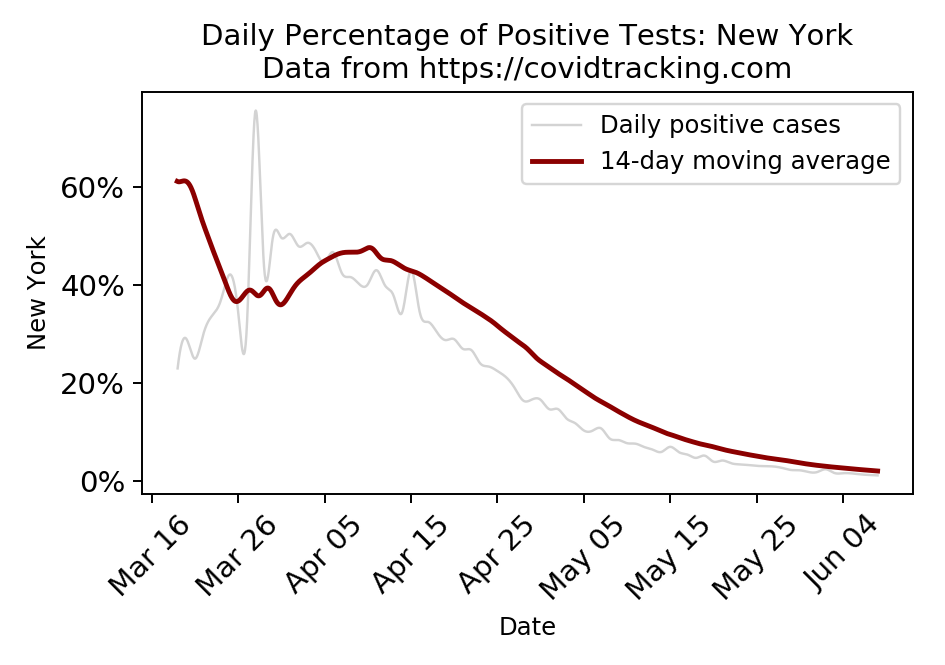 Daily Percentage of Positive Tests: New York
Data from https://covidtracking.com
Daily positive cases
14-day moving average
60%
40%
20%
0%
New York
Mar 16
Mar 26
Apr 05
Apr 15
Apr 25
May 05
May 15
May 25
Jun 04
Date